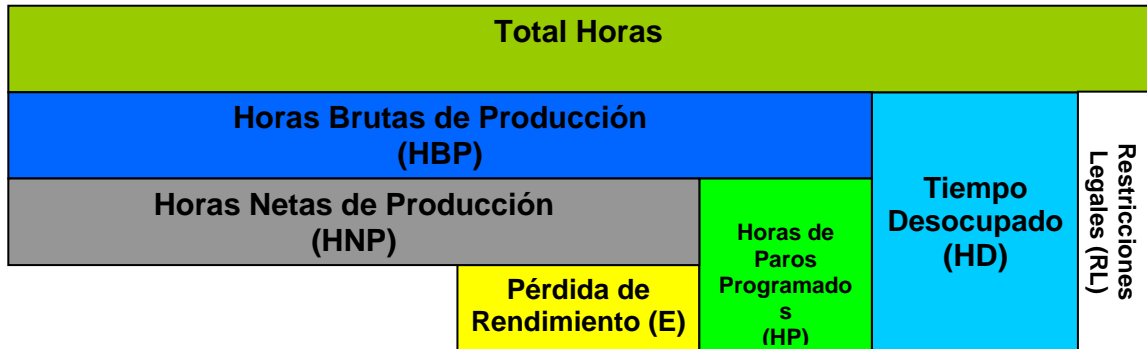 Total Horas
Horas Brutas de Producción
(HBP)
Horas Netas de Producción
(HNP)
Pérdida de
Rendimiento (E)
Horas de
Paros
Programado
s
(HP)
Tiempo
Desocupado
(HD)
Restricciones
Legales (RL)